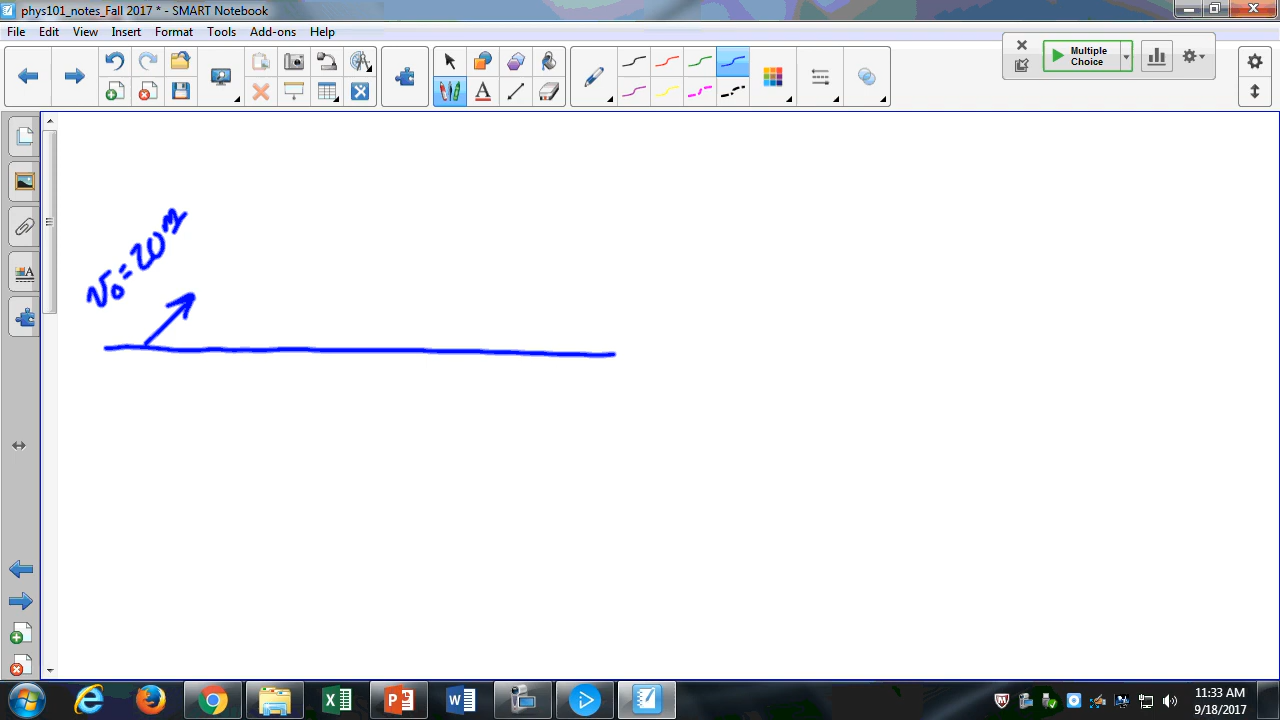 phys101_notes_Fall 2017 * - SMART Notebook
File Edit View Insert Format Tools Add-ons Help
Multiple
Choice
v₀ = 20 m
11:33 AM
9/18/2017